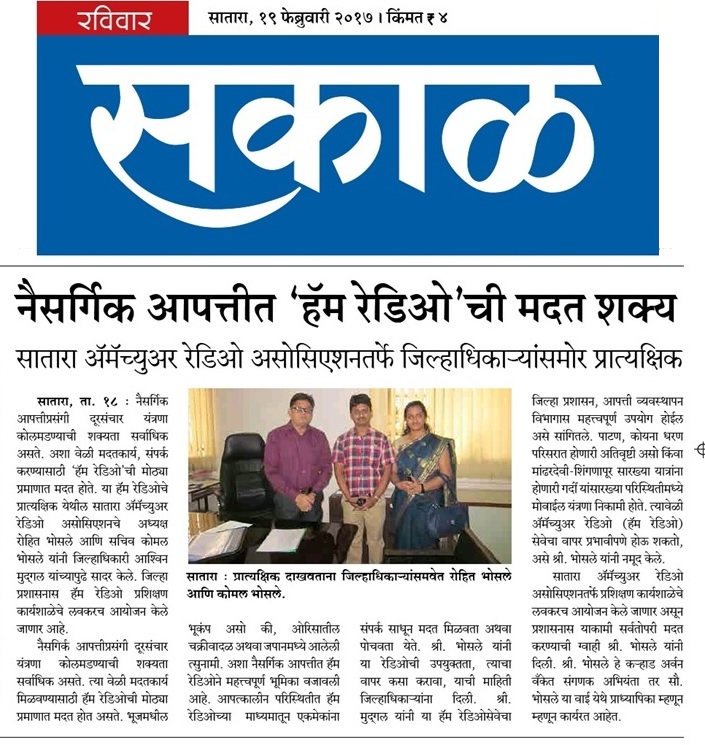 रविवार
सातारा, १९ फेब्रुवारी २०१७ । किंमत ₹ ४
सकाळ
नैसर्गिक आपत्तीत ‘हॅम रेडिओ’ची मदत शक्य
सातारा ॲमॅच्युअर रेडिओ असोसिएशनतर्फे जिल्हाधिकाऱ्यांसमोर प्रात्यक्षिक
सातारा, ता. १८ : नैसर्गिक
आपत्तीप्रसंगी दूरसंचार यंत्रणा
कोलमडण्याची शक्यता सर्वाधिक
असते. अशा वेळी मदतकार्य, संपर्क
करण्यासाठी ‘हॅम रेडिओ’ची मोठ्या
प्रमाणात मदत होते. या हॅम रेडिओचे
प्रात्यक्षिक येथील सातारा ॲमॅच्युअर
रेडिओ असोसिएशनचे अध्यक्ष
रोहित भोसले आणि सचिव कोमल
भोसले यांनी जिल्हाधिकारी आश्विन
मुद्गल यांच्यापुढे सादर केले. जिल्हा
प्रशासनास हॅम रेडिओ प्रशिक्षण
कार्यशाळेचे लवकरच आयोजन केले
जाणार आहे.
नैसगिर्क आपत्तीप्रसंगी दूरसंचार
यंत्रणा कोलमडण्याची शक्यता
सर्वाधिक असते. त्या वेळी मदतकार्य
मिळवण्यासाठी हॅम रेडिओची मोठ्या
प्रमाणात मदत होत असते. भूजमधील
सातारा : प्रात्यक्षिक दाखवताना जिल्हाधिकाऱ्यांसमवेत रोहित भोसले
आणि कोमल भोसले.
भूकंप असो की, ओरिसातील
चक्रीवादळ अथवा जपानमध्ये आलेली
त्सुनामी. अशा नैसर्गिक आपत्तीत हॅम
रेडिओने महत्त्वपूर्ण भूमिका वजावली
आहे. आपत्कालीन परिस्थितीत हॅम
रेडिओच्या माध्यमातून एकमेकांना
संपर्क साधून मदत मिळवता अथवा
पोचवता येते. श्री. भोसले यांनी
या रेडिओची उपयुक्तता, त्याचा
वापर कसा करावा, याची माहिती
जिल्हाधिकाऱ्यांना दिली. श्री.
मुद्गल यांनी या हॅम रेडिओसेवेचा
जिल्हा प्रशासन, आपत्ती व्यवस्थापन
विभागास महत्त्वपूर्ण उपयोग होईल
असे सांगितले. पाटण, कोयना धरण
परिसरात होणारी अतिवृष्टी असो किंवा
मांढरदेवी-शिंगणापूर सारख्या यात्रांना
होणारी गर्दी यांसारख्या परिस्थितीमध्ये
मोवाईल यंत्रणा निकामी होते. त्यावेळी
ॲमॅच्युअर रेडिओ (हॅम रेडिओ)
सेवेचा वापर प्रभावीपणे होऊ शकतो,
असे श्री. भोसले यांनी नमूद केले.
सातारा ॲमॅच्युअर रेडिओ
असोसिएशनतर्फे प्रशिक्षण कार्यशाळेचे
लवकरच आयोजन केले जाणार असून
प्रशासनास याकामी सर्वतोपरी मदत
करण्याची ग्वाही श्री. भोसले यांनी
दिली. श्री. भोसले हे कऱ्हाड अर्वन
वँकेत संगणक अभियंता तर सौ.
भोसले या वाई येथे प्राध्यापिका म्हणून
म्हणून कार्यरत आहेत.